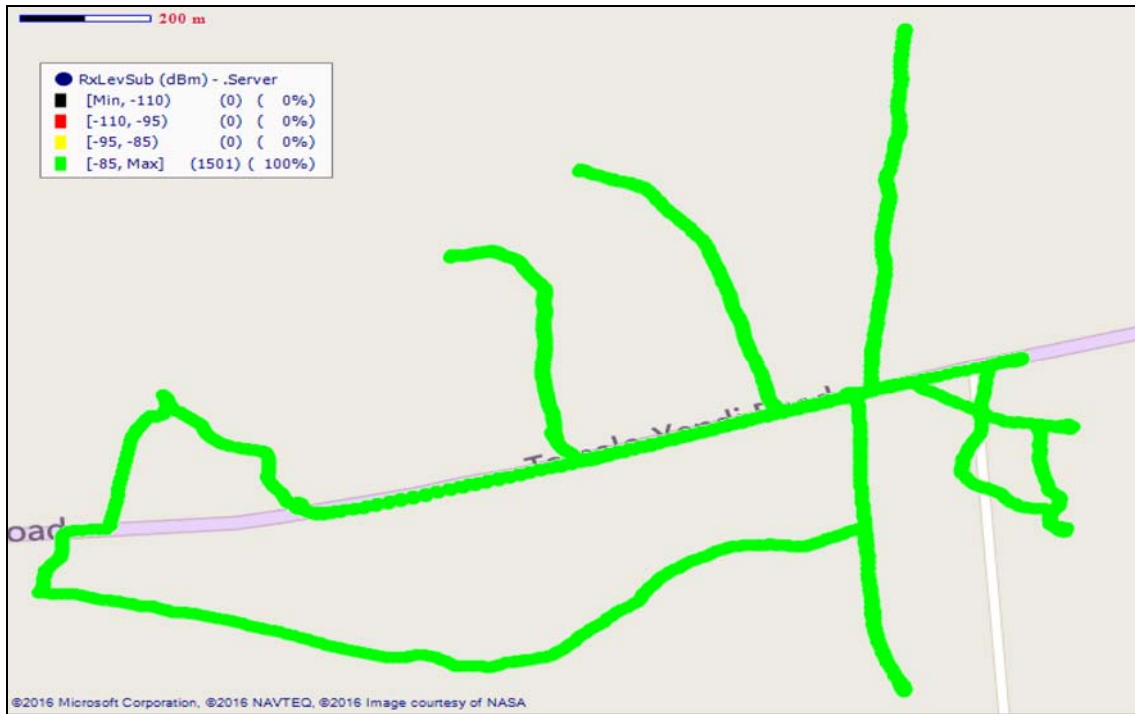 200 m
RxLevSub (dBm) - .Server
[Min, -110) (0) ( 0%)
[-110, -95) (0) ( 0%)
[-95, -85) (0) ( 0%)
[-85, Max] (1501) ( 100%)
oad
©2016 Microsoft Corporation, ©2016 NAVTEQ, ©2016 Image courtesy of NASA